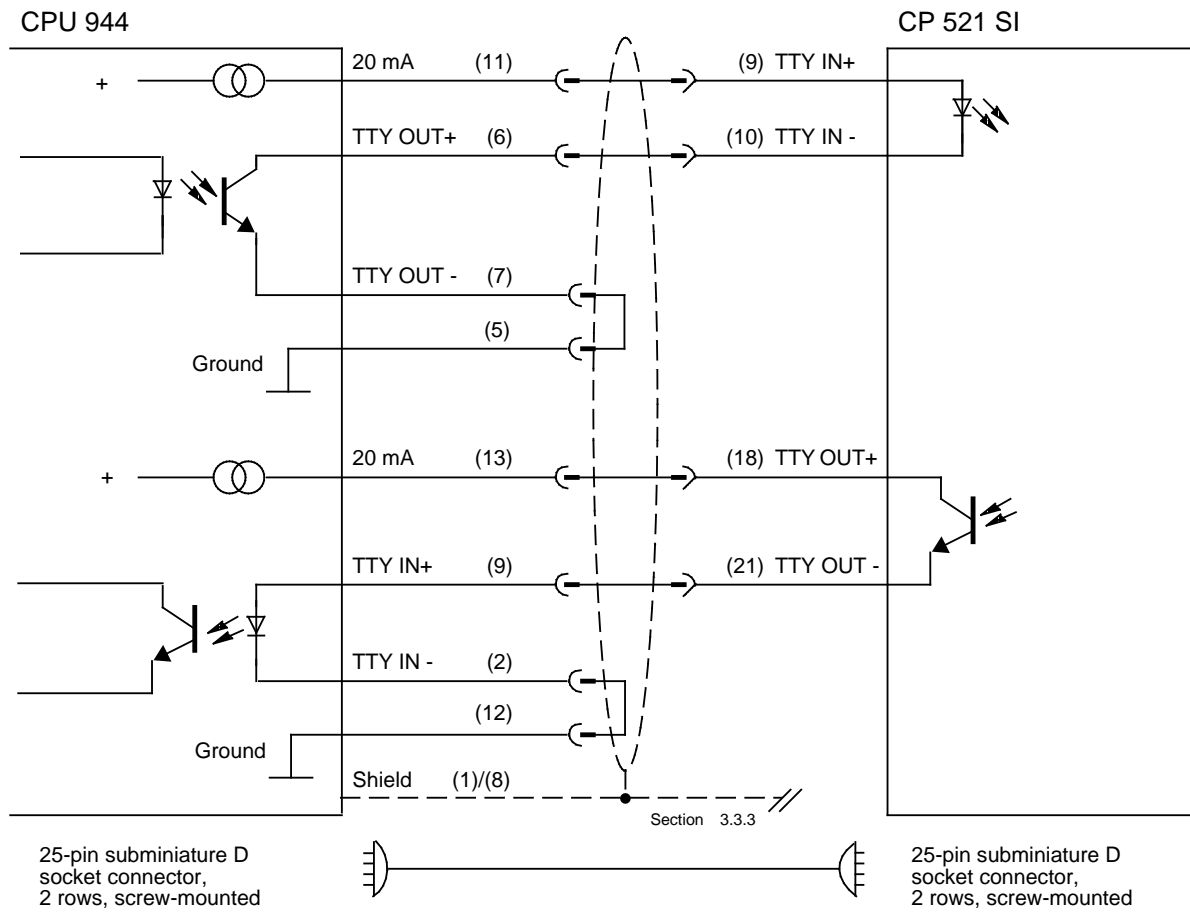 CPU 944
CP 521 SI
+ 20 mA (11) (9) TTY IN+
TTY OUT+ (6) (10) TTY IN -
TTY OUT - (7)
(5)
Ground
+ 20 mA (13) (18) TTY OUT+
TTY IN+ (9) (21) TTY OUT -
TTY IN - (2)
(12)
Ground
Shield (1)/(8)
Section 3.3.3
25-pin subminiature D
socket connector,
2 rows, screw-mounted
25-pin subminiature D
socket connector,
2 rows, screw-mounted